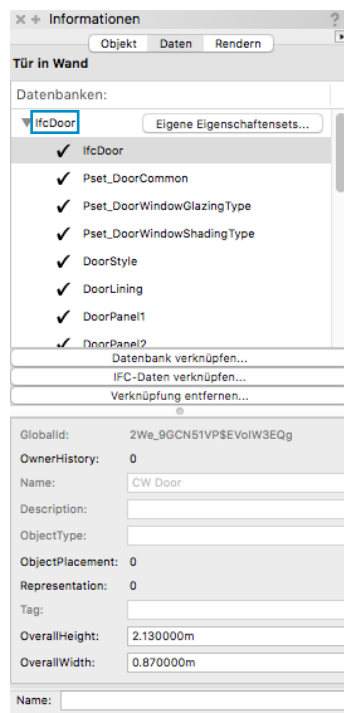 Informationen ?
Objekt Daten Rendern
Tür in Wand
Datenbanken:
IfcDoor Eigene Eigenschaftensets...
IfcDoor
Pset_DoorCommon
Pset_DoorWindowGlazingType
Pset_DoorWindowShadingType
DoorStyle
DoorLining
DoorPanel1
DoorPanel2
Datenbank verknüpfen...
IFC-Daten verknüpfen...
Verknüpfung entfernen...
GlobalId: 2We_9GCN51VP$EVoIW3EQg
OwnerHistory: 0
Name: CW Door
Description:
ObjectType:
ObjectPlacement: 0
Representation: 0
Tag:
OverallHeight: 2.130000m
OverallWidth: 0.870000m
Name: